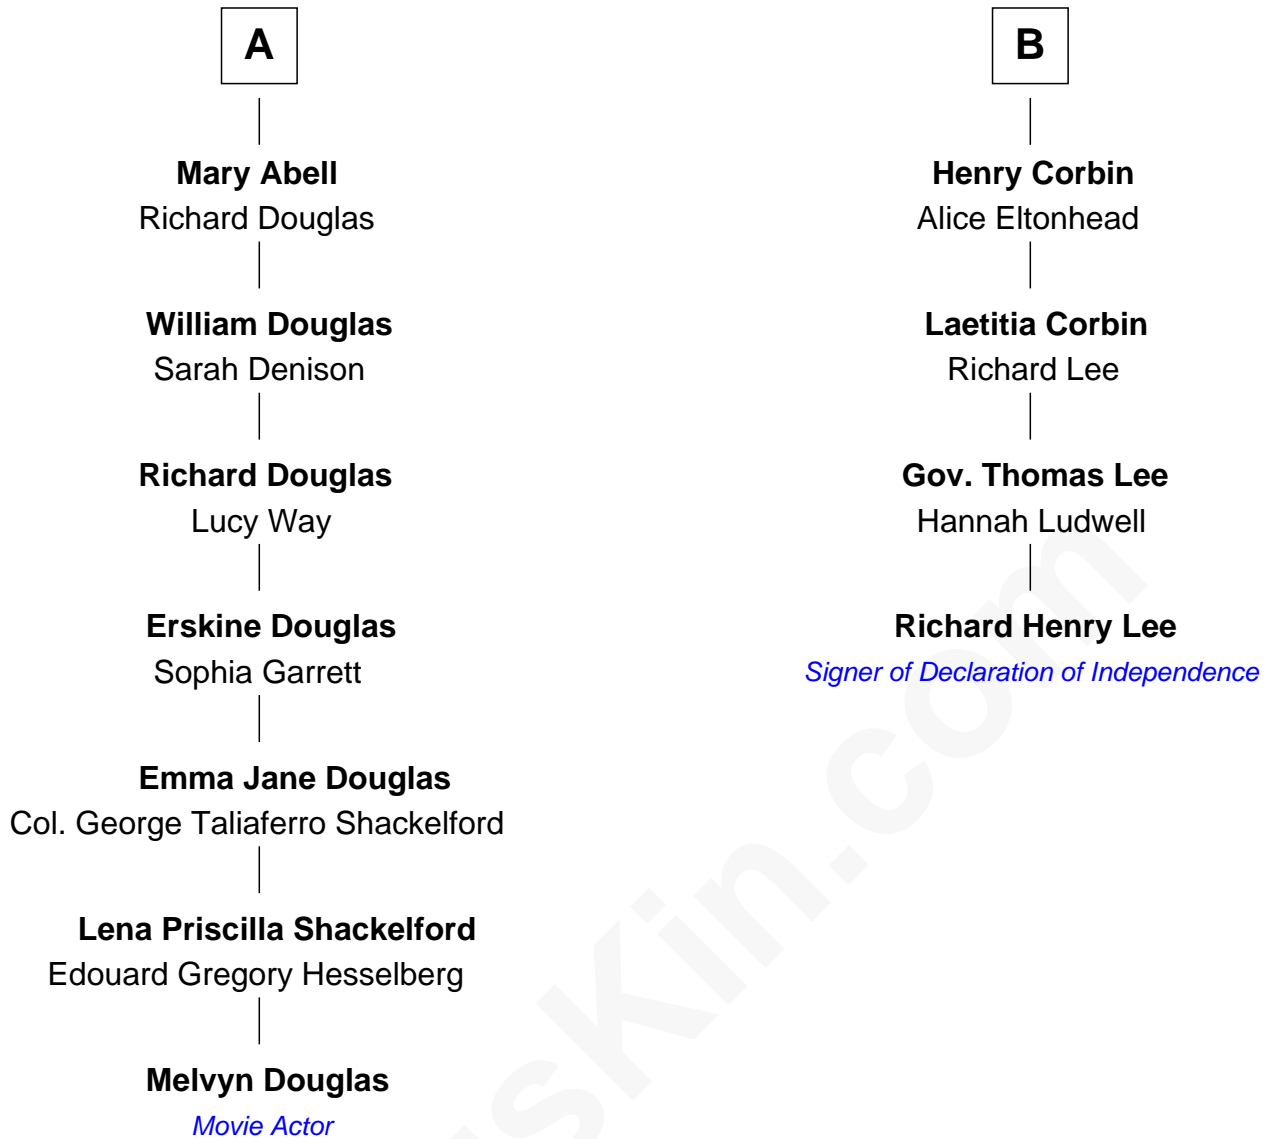 A
Mary Abell
Richard Douglas
William Douglas
Sarah Denison
Richard Douglas
Lucy Way
Erskine Douglas
Sophia Garrett
Emma Jane Douglas
Col. George Taliaferro Shackelford
Lena Priscilla Shackelford
Edouard Gregory Hesselberg
Melvyn Douglas
Movie Actor
B
Henry Corbin
Alice Eltonhead
Laetitia Corbin
Richard Lee
Gov. Thomas Lee
Hannah Ludwell
Richard Henry Lee
Signer of Declaration of Independence
sKin.com